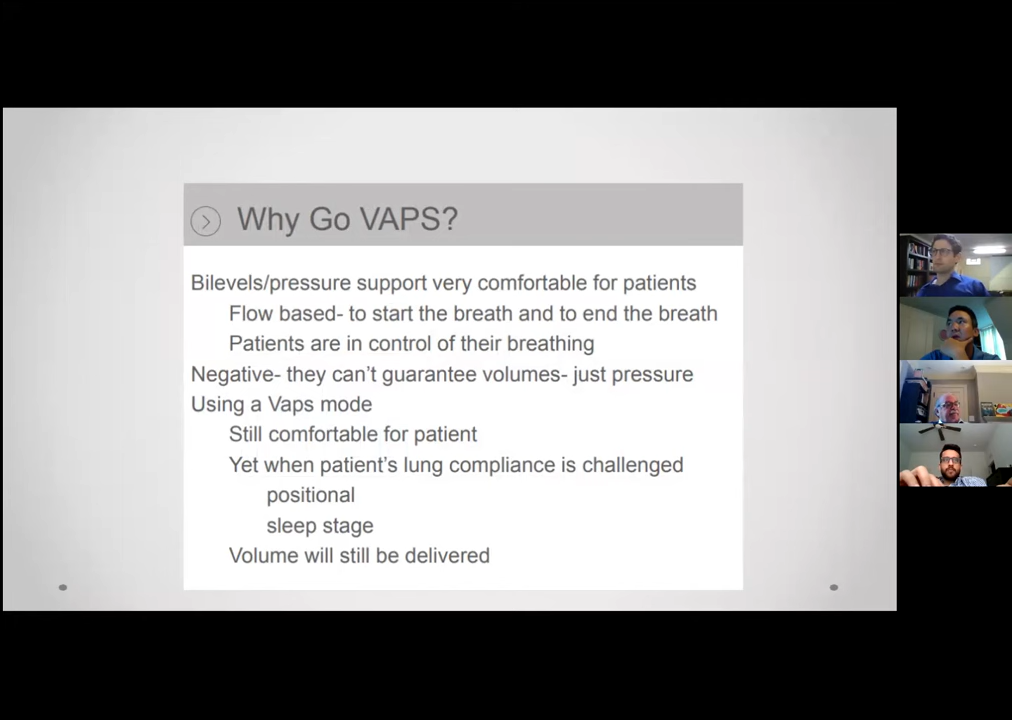 Why Go VAPS?
Bilevels/pressure support very comfortable for patients
Flow based- to start the breath and to end the breath
Patients are in control of their breathing
Negative- they can't guarantee volumes- just pressure
Using a Vaps mode
Still comfortable for patient
Yet when patient's lung compliance is challenged
positional
sleep stage
Volume will still be delivered